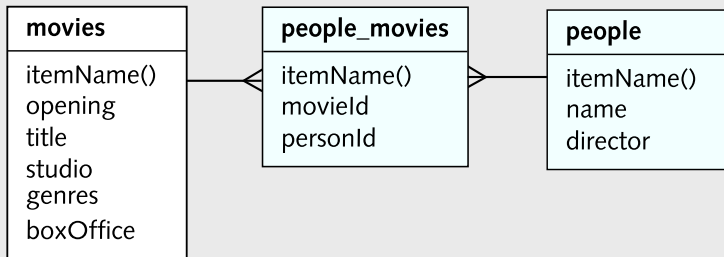 movies
itemName()
opening
title
studio
genres
boxOffice
people_movies
itemName()
movieId
personId
people
itemName()
name
director